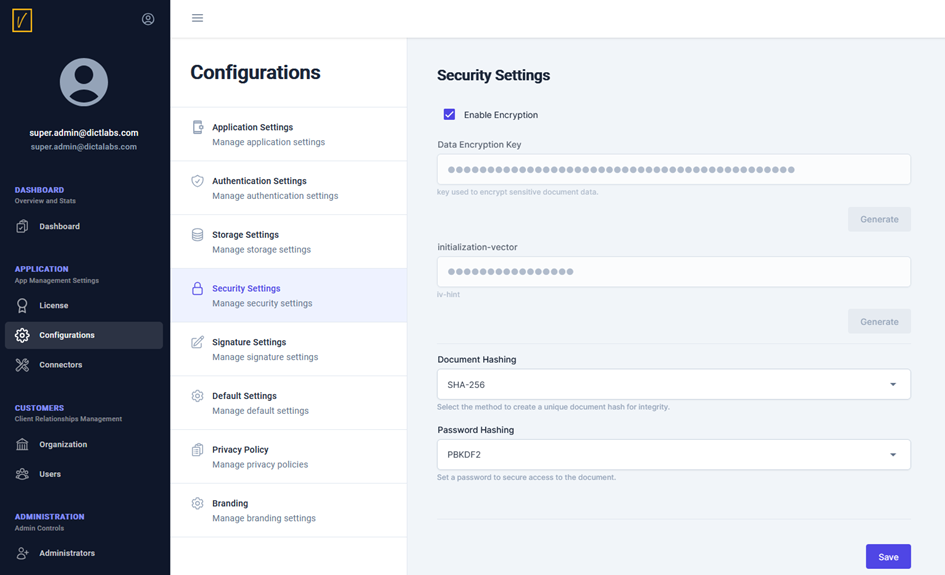 super.admin@dictlabs.com
super.admin@dictalabs.com
DASHBOARD
Overview and Stats
Dashboard
APPLICATION
App Management Settings
License
Configurations
Connectors
CUSTOMERS
Client Relationships Management
Organization
Users
ADMINISTRATION
Admin Controls
Administrators
Configurations
Application Settings
Manage application settings
Authentication Settings
Manage authentication settings
Storage Settings
Manage storage settings
Security Settings
Manage security settings
Signature Settings
Manage signature settings
Default Settings
Manage default settings
Privacy Policy
Manage privacy policies
Branding
Manage branding settings
Security Settings
Enable Encryption
Data Encryption Key
key used to encrypt sensitive document data.
Generate
initialization-vector
iv-hint
Generate
Document Hashing
SHA-256
Select the method to create a unique document hash for integrity.
Password Hashing
PBKDF2
Set a password to secure access to the document.
Save